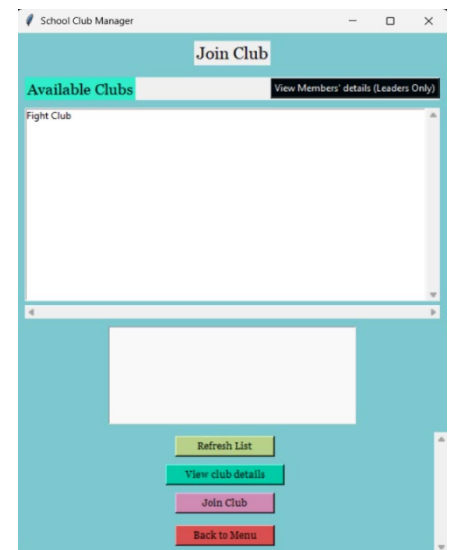 School Club Manager
Join Club
Available Clubs
View Members' details (Leaders Only)
Fight Club
Refresh List
View club details
Join Club
Back to Menu